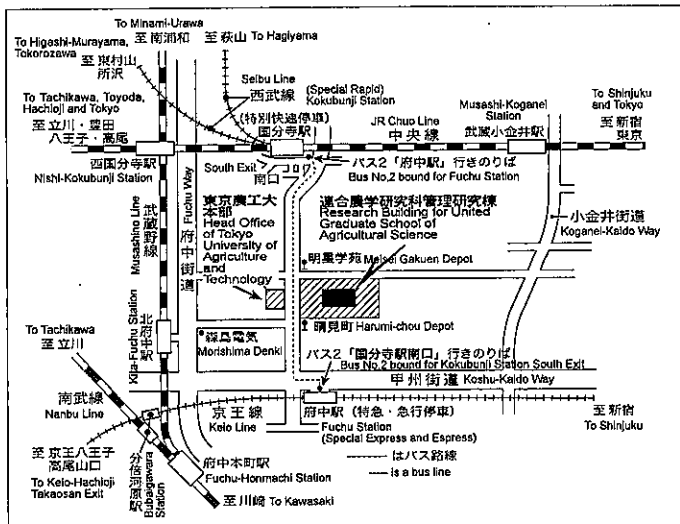 To Minami-Urawa
至南浦和
至萩山 To Hagiyama
To Higashi-Murayama,
Tokorozawa
至東村山
所沢
Seibu Line
西武線
(Special Rapid)
Kokubunji Station
(特別快速停車)
国分寺駅
To Tachikawa, Toyoda,
Hachioji and Tokyo
至立川・豊田
八王子・高尾
西国分寺駅
Nishi-Kokubunji Station
JR Chuo Line
中央線
Musashi-Koganei
Station
武蔵小金井駅
To Shinjuku
and Tokyo
至新宿
東京
South Exit
南口
バス2「府中駅」行きのりば
Bus No.2 bound for Fuchu Station
Fuchu Way
府中街道
Musashino Line
武蔵野線
東京農工大
本部
Head Office
of Tokyo
University of
Agriculture
and
Technology
連合農学研究科管理研究棟
Research Building for United
Graduate School of
Agricultural Science
小金井街道
Koganei-Kaido Way
明星学苑 Meisei Gakuen Depot
晴見町 Harumi-chou Depot
Kita-Fuchu Station
北府中駅
森島電気
Morishima Denki
バス2「国分寺駅南口」行きのりば
Bus No.2 bound for Kokubunji Station South Exit
甲州街道 Koshu-Kaido Way
To Tachikawa
至立川
南武線
Nanbu Line
京王線
Keio Line
府中駅(特急・急行停車)
Fuchu Station
(Special Express and Espress)
至新宿
To Shinjuku
至京王八王子
高尾山口
To Keio-Hachioji
Takaosan Exit
分倍河原駅
Bubaigawara
Station
府中本町駅
Fuchu-Honmachi Station
至川崎 To Kawasaki
はバス路線
is a bus line